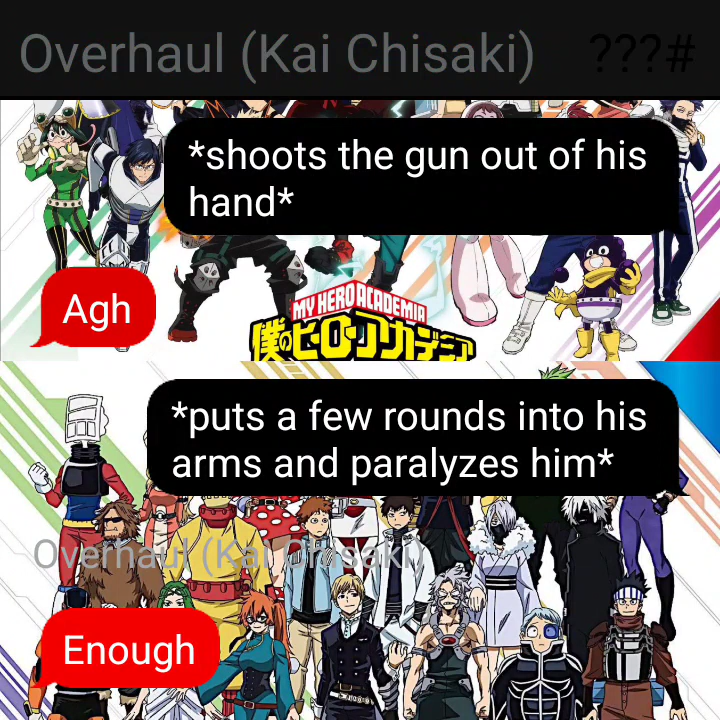 Overhaul (Kai Chisaki) ???#
*shoots the gun out of his
hand*
Agh
MY HERO ACADEMIA
僕のヒーローアカデミア
*puts a few rounds into his
arms and paralyzes him*
Overhaul (Kai Chisaki)
Enough